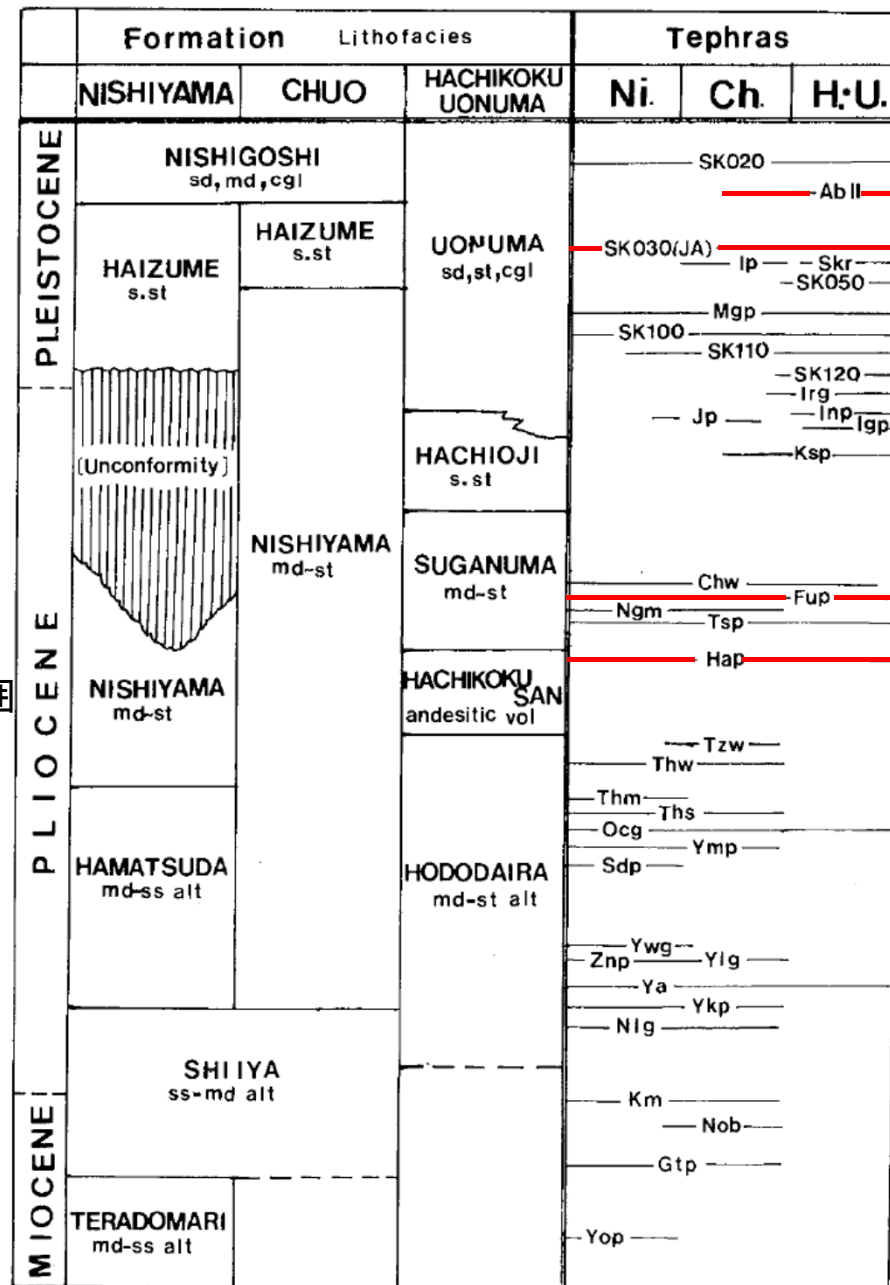 Formation Lithofacies Tephras
NISHIYAMA CHUO HACHIKOKU Ni. Ch. H.•U.
UONUMA
PLEISTOCENE
PLIOCENE
MIOCENE
NISHIGOSHI
sd, md, cgl
HAIZUME
s.st
[Unconformity]
NISHIYAMA
md-st
HAMATSUDA
md-ss alt
SHIIYA
ss-md alt
TERADOMARI
md-ss alt
HAIZUME
s.st
NISHIYAMA
md-st
UONUMA
sd, st, cgl
HACHIOJI
s.st
SUGANUMA
md-st
HACHIKOKU
SAN
andesitic vol
HODODAIRA
md-st alt
SK020
AbII
SK030(JA)
Ip Skr
SK050
Mgp
SK100
SK110
SK120
Irg
Jp Inp
Igp
Ksp
Chw
Fup
Ngm
Tsp
Hap
Tzw
Thw
Thm
Ths
Ocg
Ymp
Sdp
Ywg
Znp Ylg
Ya
Ykp
Nlg
Km
Nob
Gtp
Yop